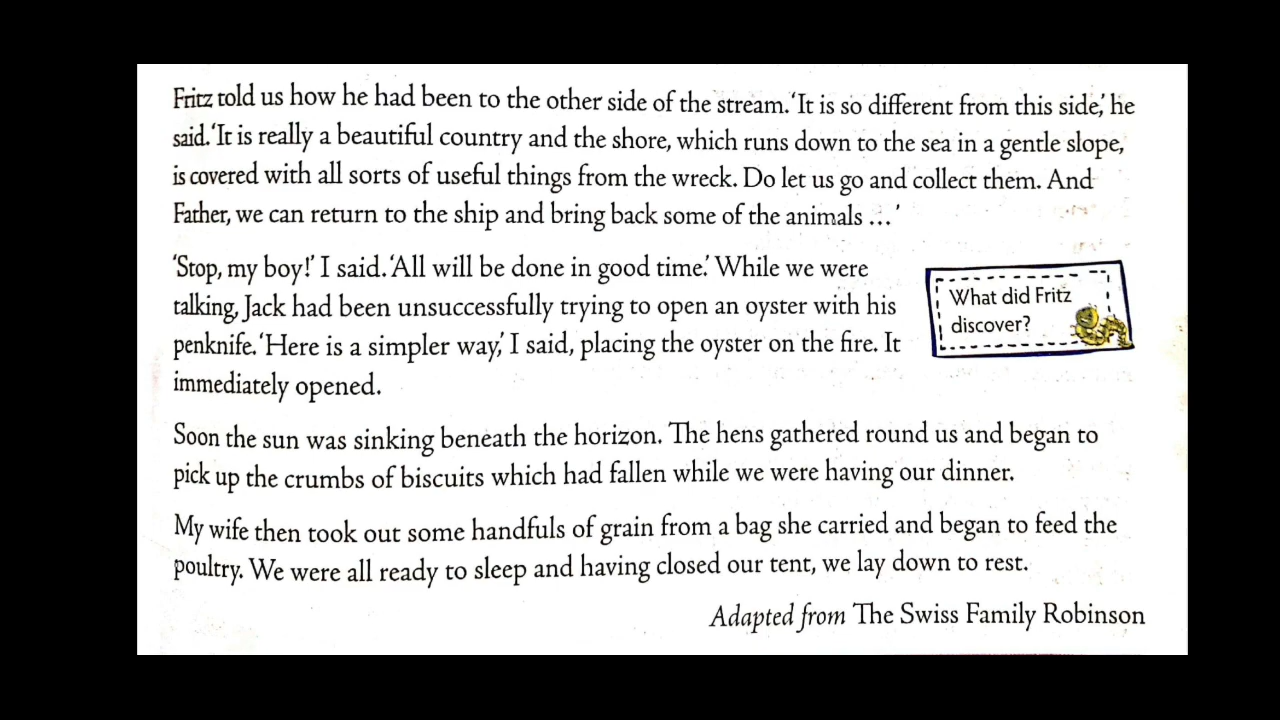 Fritz told us how he had been to the other side of the stream. ‘It is so different from this side,’ he
said. ‘It is really a beautiful country and the shore, which runs down to the sea in a gentle slope,
is covered with all sorts of useful things from the wreck. Do let us go and collect them. And
Father, we can return to the ship and bring back some of the animals ...’
‘Stop, my boy!’ I said. ‘All will be done in good time.’ While we were
talking, Jack had been unsuccessfully trying to open an oyster with his
penknife. ‘Here is a simpler way,’ I said, placing the oyster on the fire. It
immediately opened.
What did Fritz
discover?
Soon the sun was sinking beneath the horizon. The hens gathered round us and began to
pick up the crumbs of biscuits which had fallen while we were having our dinner.
My wife then took out some handfuls of grain from a bag she carried and began to feed the
poultry. We were all ready to sleep and having closed our tent, we lay down to rest.
Adapted from The Swiss Family Robinson